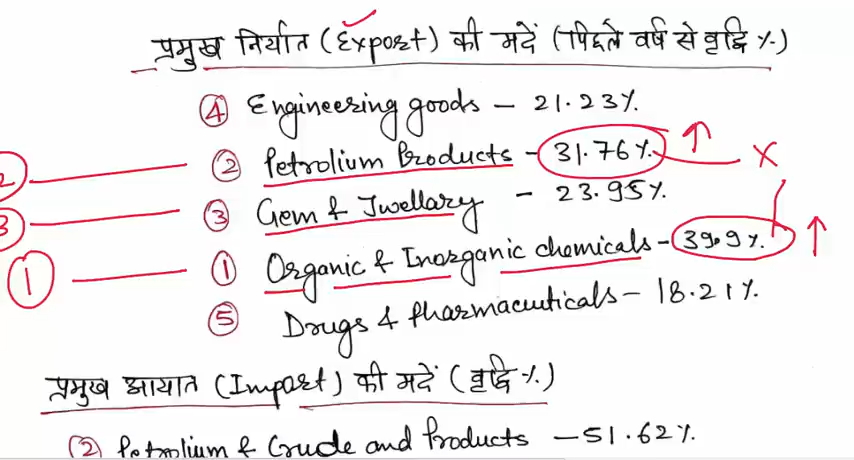 प्रमुख निर्यात (Export) की मदें (पिछले वर्ष से वृद्धि %)
④ Engineering goods – 21.23%
2 ② Petrolium Products – 31.76% ↑ X
3 ③ Gem & Jwellary – 23.95%
1 ① Organic & Inorganic chemicals – 39.9% ↑
⑤ Drugs & Pharmaceuticals – 18.21%
प्रमुख आयात (Import) की मदें (वृद्धि %)
② Petrolium & Crude and Products – 51.62%